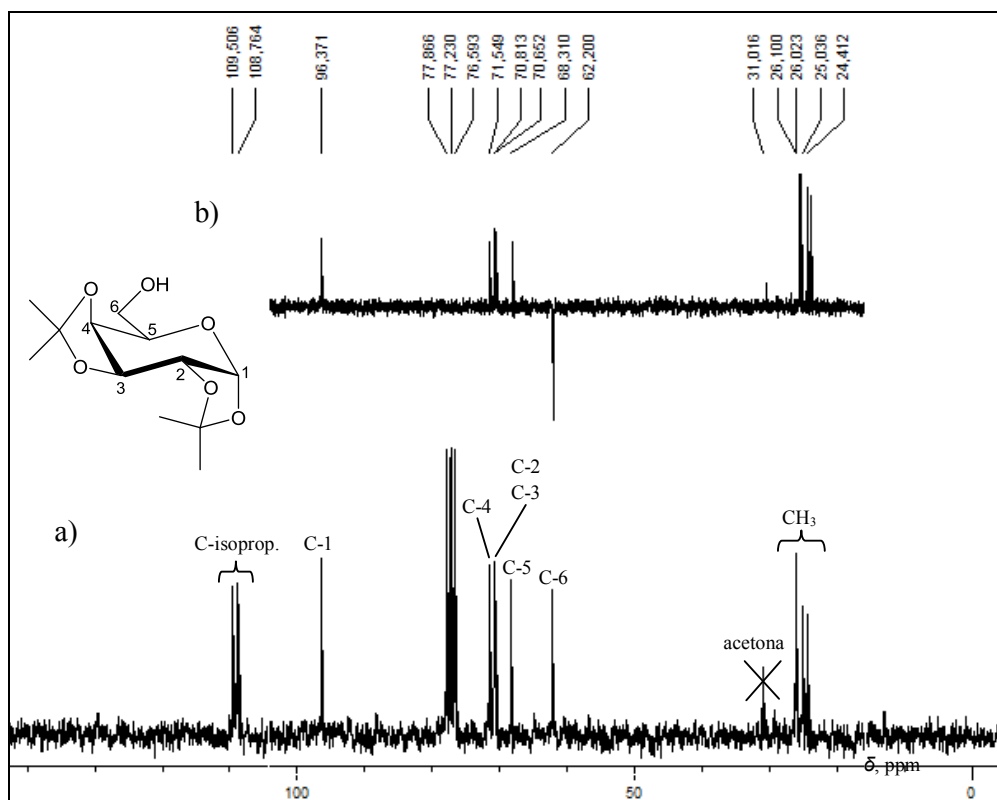 109,506
108,764
96,371
77,866
77,230
76,593
71,549
70,813
70,652
68,310
62,200
31,016
26,100
26,023
25,036
24,412
b)
OH
6
O
4
5
O
O
3
2
1
O
O
a)
C-isoprop.
C-1
C-4
C-2
C-3
C-5
C-6
acetona
CH₃
δ, ppm
100
50
0